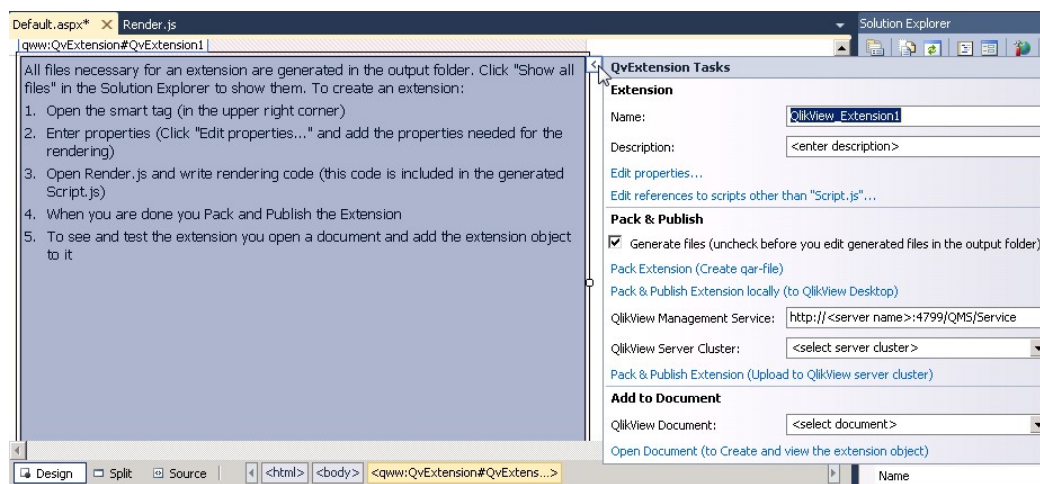 Default.aspx* × Render.js
Solution Explorer
qww:QvExtension#QvExtension1
All files necessary for an extension are generated in the output folder. Click "Show all
files" in the Solution Explorer to show them. To create an extension:
1. Open the smart tag (in the upper right corner)
2. Enter properties (Click "Edit properties..." and add the properties needed for the
rendering)
3. Open Render.js and write rendering code (this code is included in the generated
Script.js)
4. When you are done you Pack and Publish the Extension
5. To see and test the extension you open a document and add the extension object
to it
QvExtension Tasks
Extension
Name: QlikView_Extension1
Description: <enter description>
Edit properties...
Edit references to scripts other than "Script.js"...
Pack & Publish
Generate files (uncheck before you edit generated files in the output folder)
Pack Extension (Create qar-file)
Pack & Publish Extension locally (to QlikView Desktop)
QlikView Management Service: http://<server name>:4799/QMS/Service
QlikView Server Cluster: <select server cluster>
Pack & Publish Extension (Upload to QlikView server cluster)
Add to Document
QlikView Document: <select document>
Open Document (to Create and view the extension object)
Design Split Source <html> <body> <qww:QvExtension#QvExtens...>
Name